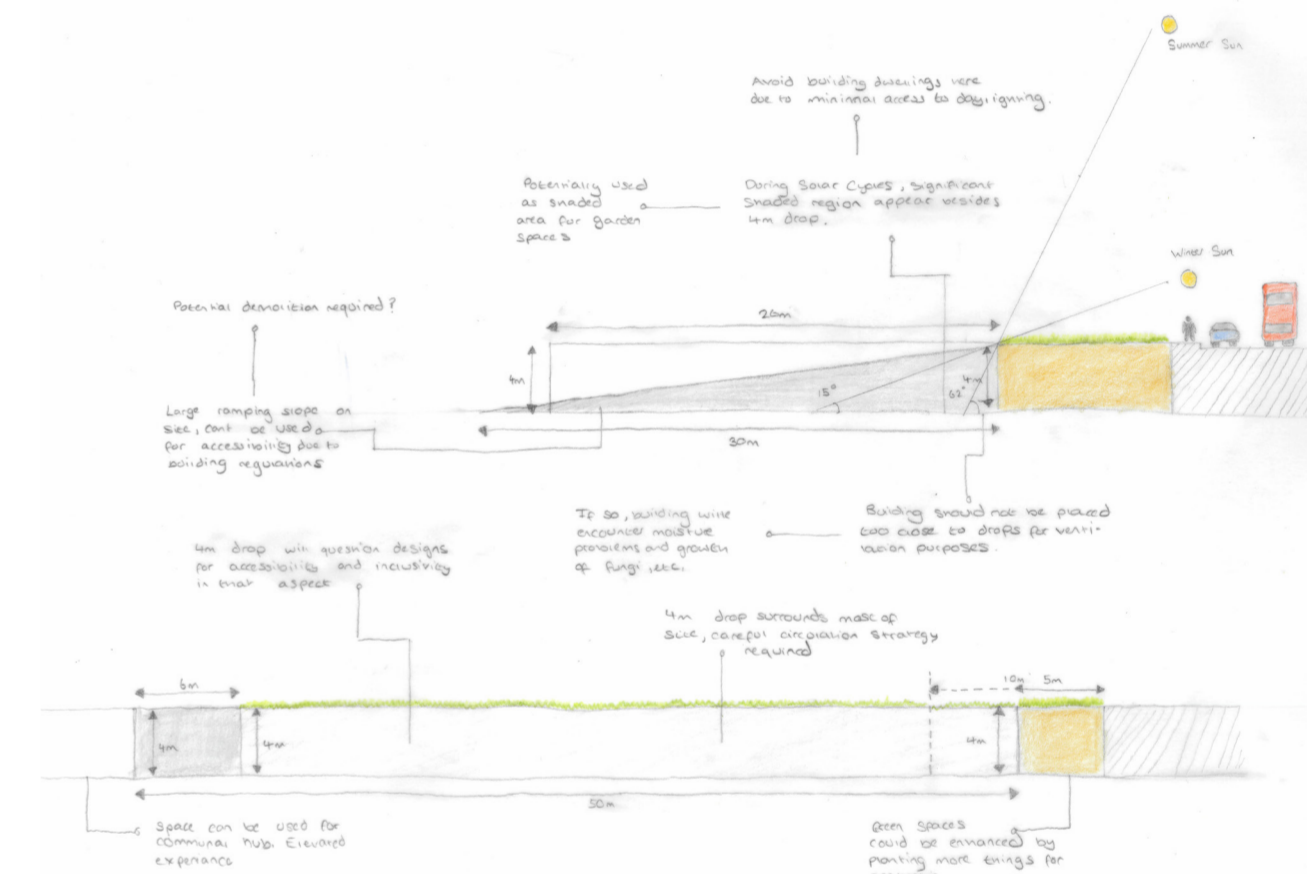 Summer Sun
Avoid building dwellings here
due to minimal access to daylighting.
Potentially used
as shaded
area for garden
spaces
During Solar Cycles, significant
shaded region appear besides
4m drop.
Winter Sun
Potential demolition required?
26m
4m
4m
15°
62°
30m
Large ramping slope on
site, cant be used
for accessibility due to
building regulations
If so, building will
encounter moisture
problems and growth
of fungi, etc.
Building should not be placed
too close to drops for venti-
lation purposes.
4m drop will question designs
for accessibility and inclusivity
in that aspect
4m drop surrounds most of
site, careful circulation strategy
required
6m
10m
5m
4m
4m
4m
50m
Space can be used for
communal hub. Elevated
experience
Green spaces
could be enhanced by
planting more things for